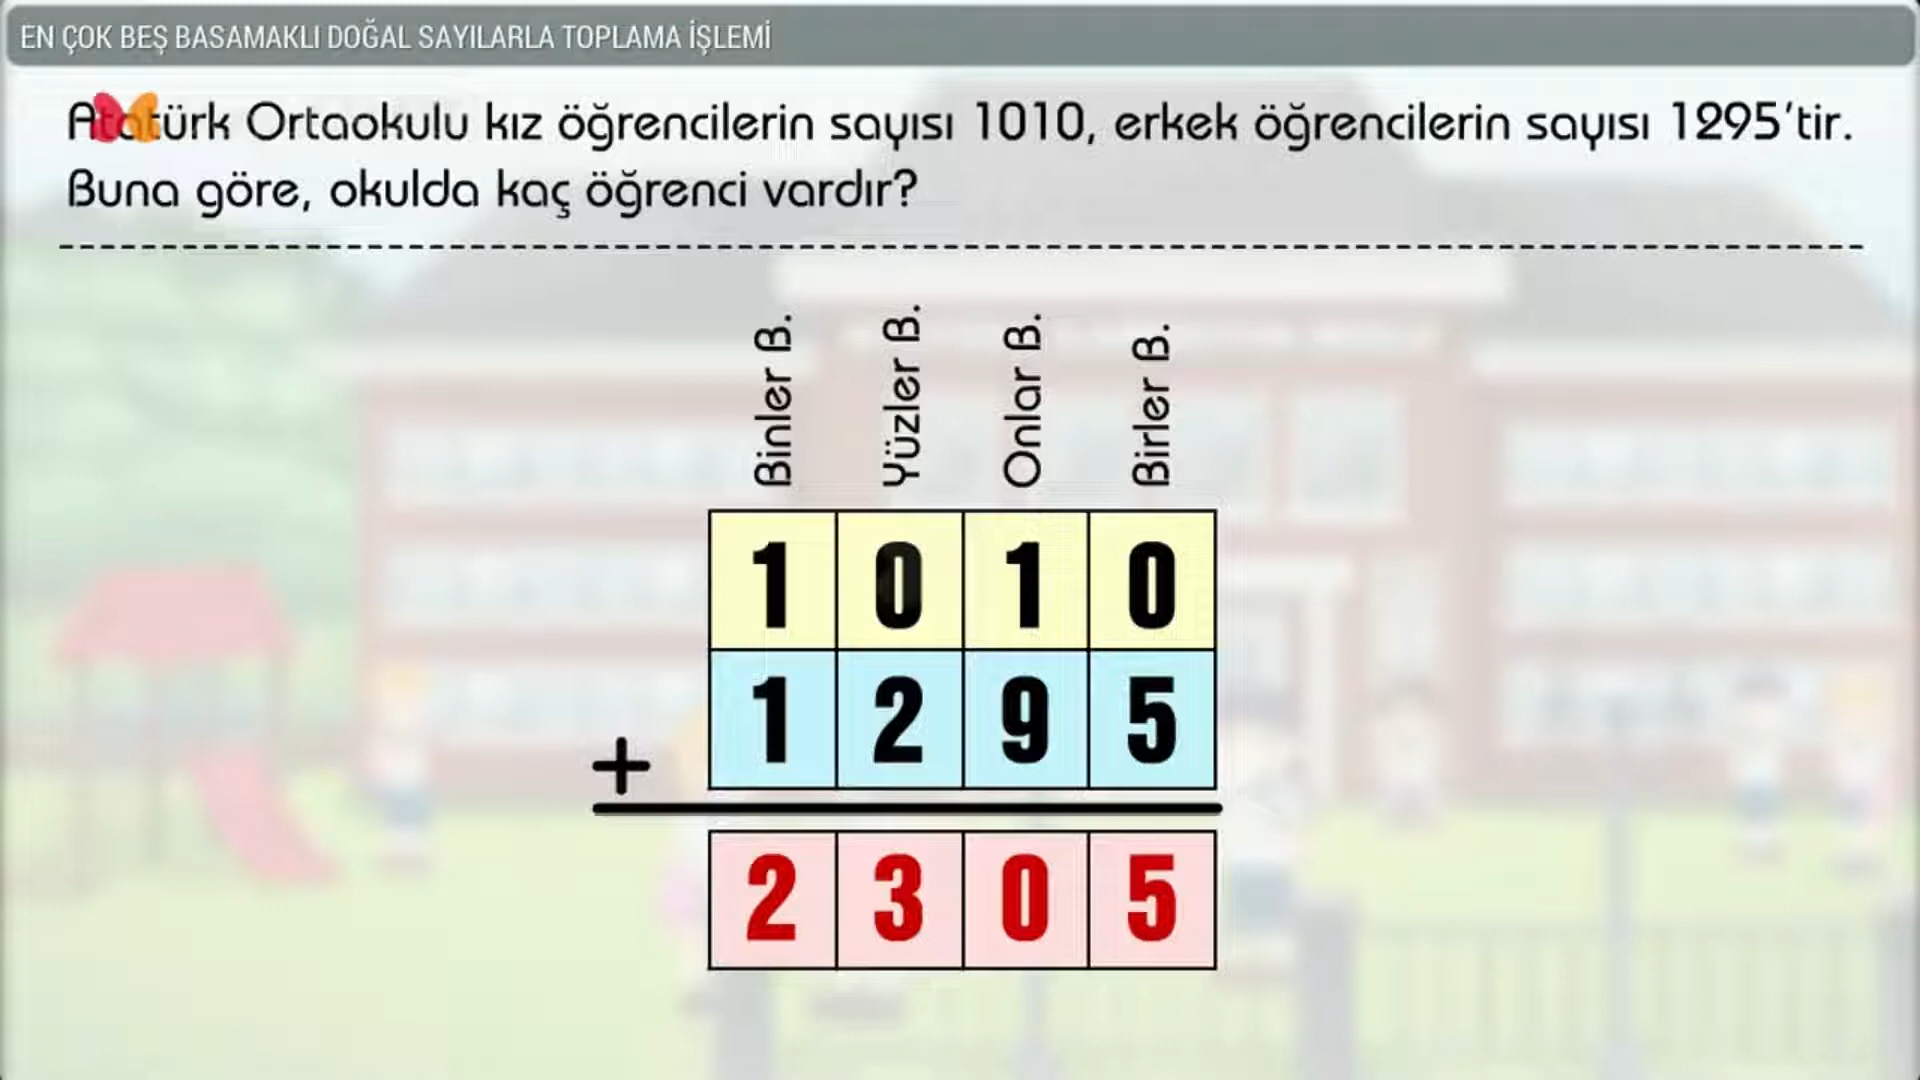 EN ÇOK BEŞ BASAMAKLI DOĞAL SAYILARLA TOPLAMA İŞLEMİ
Atatürk Ortaokulu kız öğrencilerin sayısı 1010, erkek öğrencilerin sayısı 1295'tir.
Buna göre, okulda kaç öğrenci vardır?
Binler B. Yüzler B. Onlar B. Birler B.
1 0 1 0
1 2 9 5
+
2 3 0 5